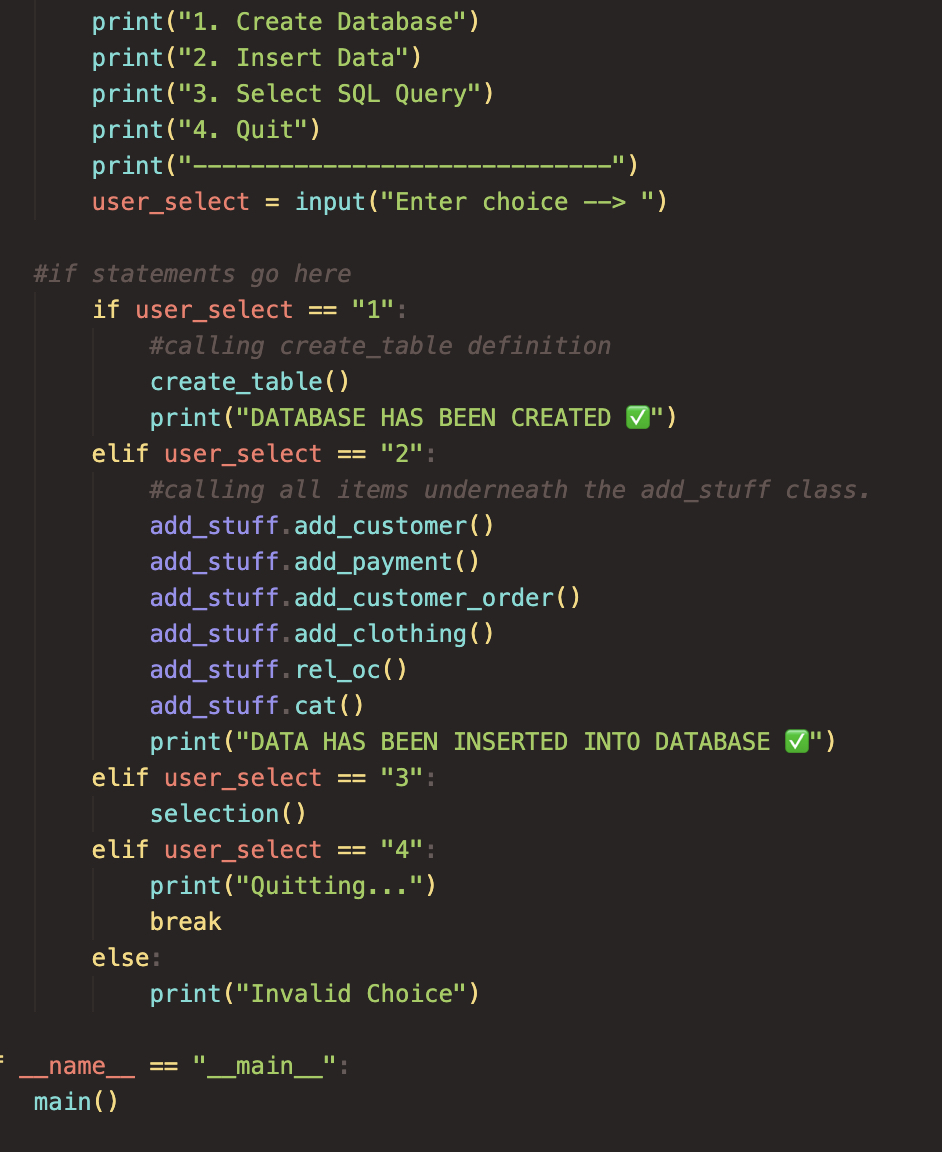 print("1. Create Database")
print("2. Insert Data")
print("3. Select SQL Query")
print("4. Quit")
print("-----------------------------")
user_select = input("Enter choice --> ")
#if statements go here
if user_select == "1":
#calling create_table definition
create_table()
print("DATABASE HAS BEEN CREATED ✅")
elif user_select == "2":
#calling all items underneath the add_stuff class.
add_stuff.add_customer()
add_stuff.add_payment()
add_stuff.add_customer_order()
add_stuff.add_clothing()
add_stuff.rel_oc()
add_stuff.cat()
print("DATA HAS BEEN INSERTED INTO DATABASE ✅")
elif user_select == "3":
selection()
elif user_select == "4":
print("Quitting...")
break
else:
print("Invalid Choice")
f __name__ == "__main__":
main()